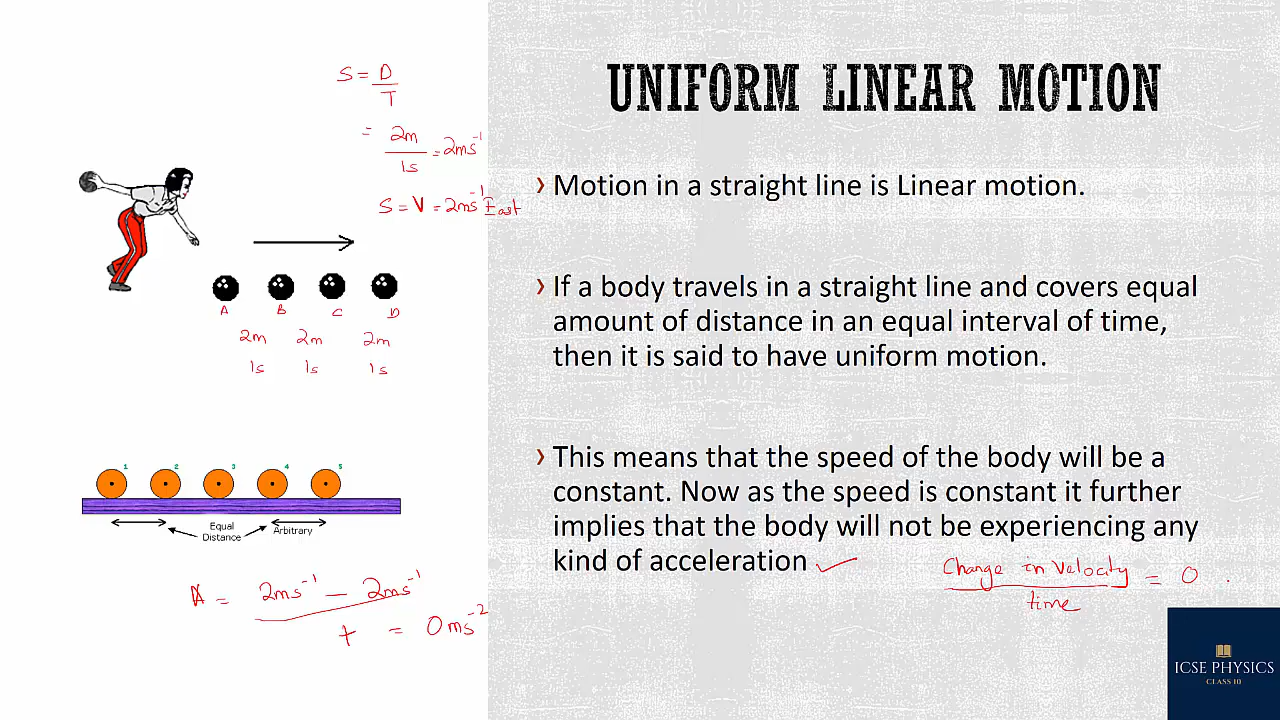 S = D
T
= 2m
1s = 2ms⁻¹
S = V = 2ms⁻¹ East
A B C D
2m 2m 2m
1s 1s 1s
1 2 3 4 5
Equal
Distance
Arbitrary
A = 2ms⁻¹ — 2ms⁻¹
t = 0ms⁻²
UNIFORM LINEAR MOTION
› Motion in a straight line is Linear motion.
› If a body travels in a straight line and covers equal
amount of distance in an equal interval of time,
then it is said to have uniform motion.
› This means that the speed of the body will be a
constant. Now as the speed is constant it further
implies that the body will not be experiencing any
kind of acceleration ✓
Change in Velocity = 0
time
ICSE PHYSICS
CLASS 10